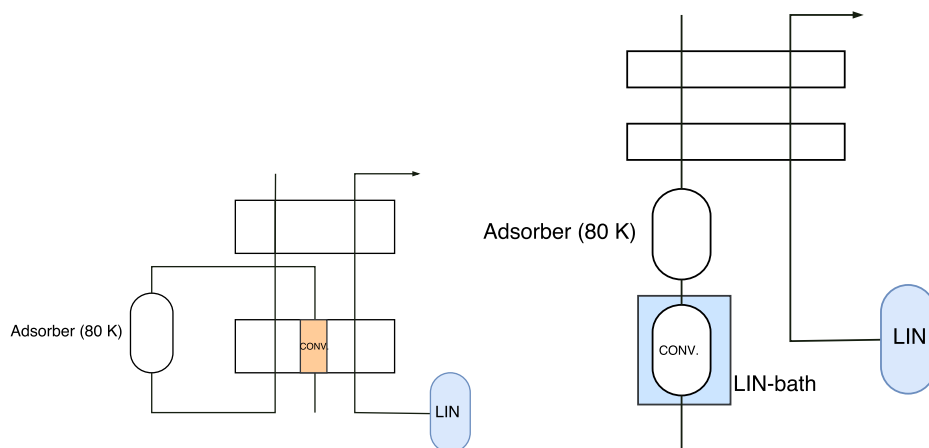 Adsorber (80 K)
CONV.
LIN
Adsorber (80 K)
CONV.
LIN
LIN-bath